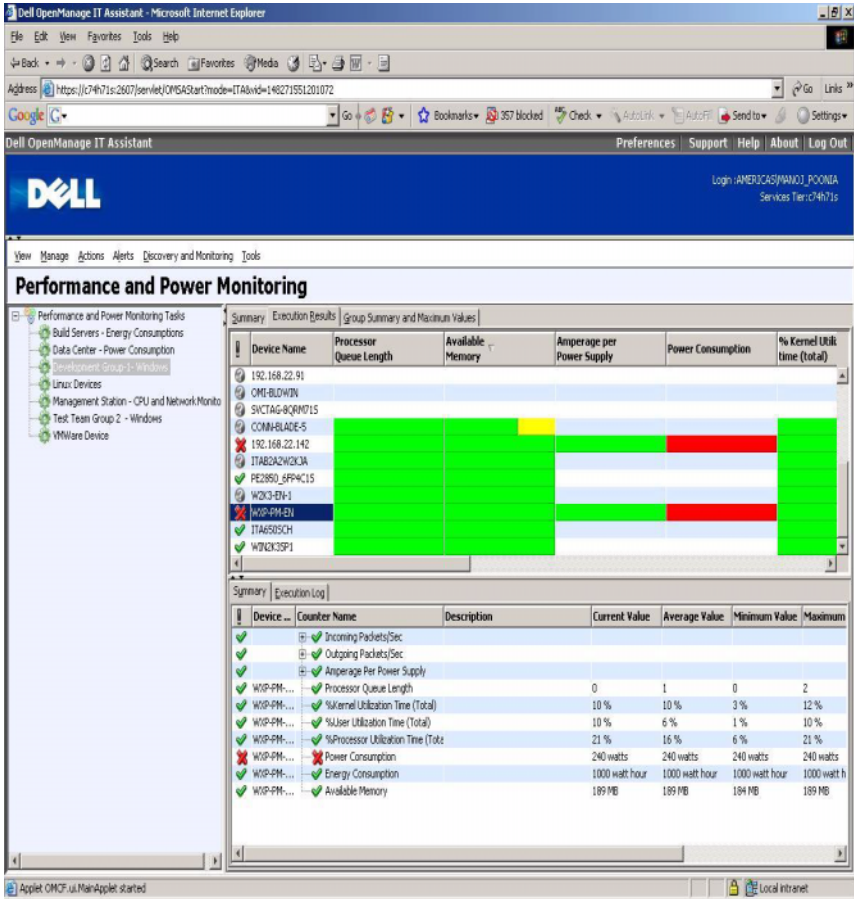 Dell OpenManage IT Assistant - Microsoft Internet Explorer
File Edit View Favorites Tools Help
Back Search Favorites Media
Address https://c74h71s:2607/servlet/OMSAStart?mode=ITA&vid=148271551201072 Go Links »
Google G Go Bookmarks 357 blocked Check AutoLink AutoFill Send to Settings
Dell OpenManage IT Assistant Preferences Support Help About Log Out
DELL
Login :AMERICAS\MANOJ_POONIA
Services Tier:c74h71s
View Manage Actions Alerts Discovery and Monitoring Tools
Performance and Power Monitoring
Performance and Power Monitoring Tasks
Build Servers - Energy Consumptions
Data Center - Power Consumption
Development Group-1- Windows
Linux Devices
Management Station - CPU and Network Monito
Test Team Group 2 - Windows
VMWare Device
Summary Execution Results Group Summary and Maximum Values
Device Name Processor Queue Length Available Memory Amperage per Power Supply Power Consumption % Kernel Utili time (total)
192.168.22.91
OMI-BLDWIN
SVCTAG-8QRM71S
CONN-BLADE-5
192.168.22.142
ITAB2A2W2KJA
PE2850_6FP4C1S
W2K3-EN-1
WXP-PM-EN
ITA650SCH
WIN2K3SP1
Summary Execution Log
Device ... Counter Name Description Current Value Average Value Minimum Value Maximum
Incoming Packets/Sec
Outgoing Packets/Sec
Amperage Per Power Supply
WXP-PM-... Processor Queue Length 0 1 0 2
WXP-PM-... %Kernel Utilization Time (Total) 10 % 10 % 3 % 12 %
WXP-PM-... %User Utilization Time (Total) 10 % 6 % 1 % 10 %
WXP-PM-... %Processor Utilization Time (Tota 21 % 16 % 6 % 21 %
WXP-PM-... Power Consumption 240 watts 240 watts 240 watts 240 watts
WXP-PM-... Energy Consumption 1000 watt hour 1000 watt hour 1000 watt hour 1000 watt h
WXP-PM-... Available Memory 189 MB 189 MB 184 MB 189 MB
Applet OMCF.ui.MainApplet started Local intranet